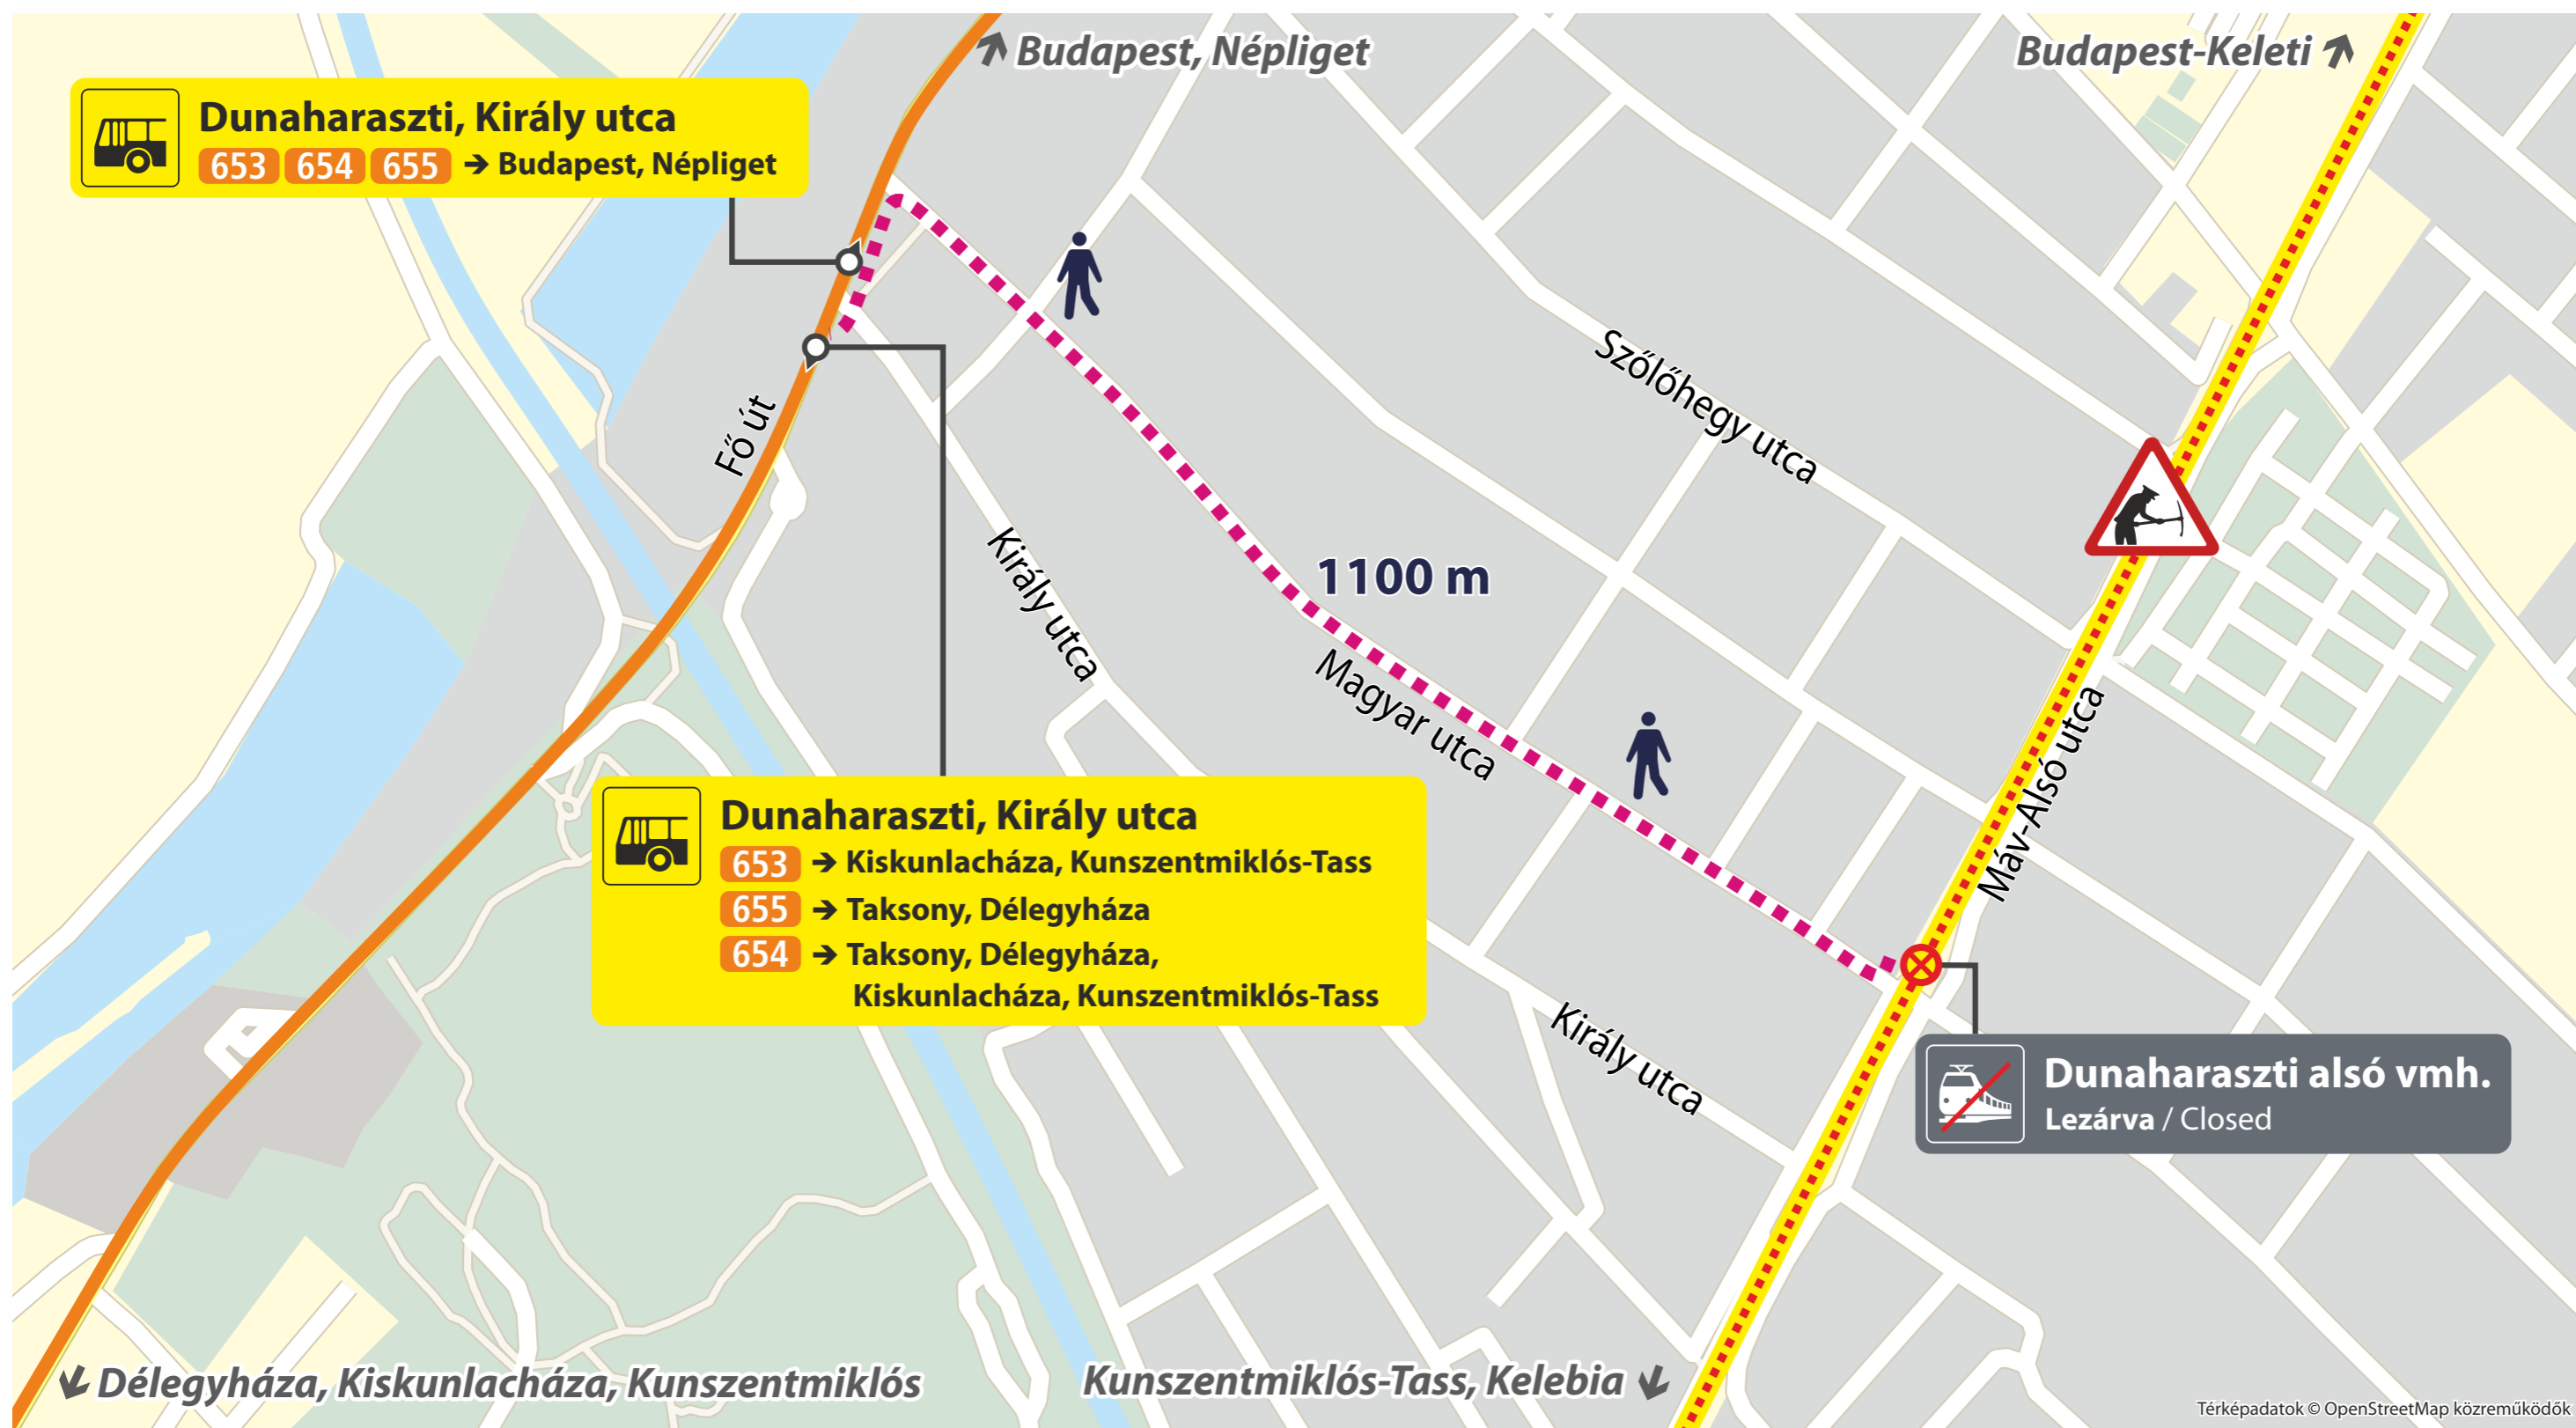 Budapest, Népliget
Budapest-Keleti
Dunaharaszti, Király utca
653 654 655 → Budapest, Népliget
Fő út
Szőlőhegy utca
Király utca
1100 m
Magyar utca
Máv-Alsó utca
Dunaharaszti, Király utca
653 → Kiskunlacháza, Kunszentmiklós-Tass
655 → Taksony, Délegyháza
654 → Taksony, Délegyháza,
Kiskunlacháza, Kunszentmiklós-Tass
Király utca
Dunaharaszti alsó vmh.
Lezárva / Closed
Délegyháza, Kiskunlacháza, Kunszentmiklós
Kunszentmiklós-Tass, Kelebia
Térképadatok © OpenStreetMap közreműködők